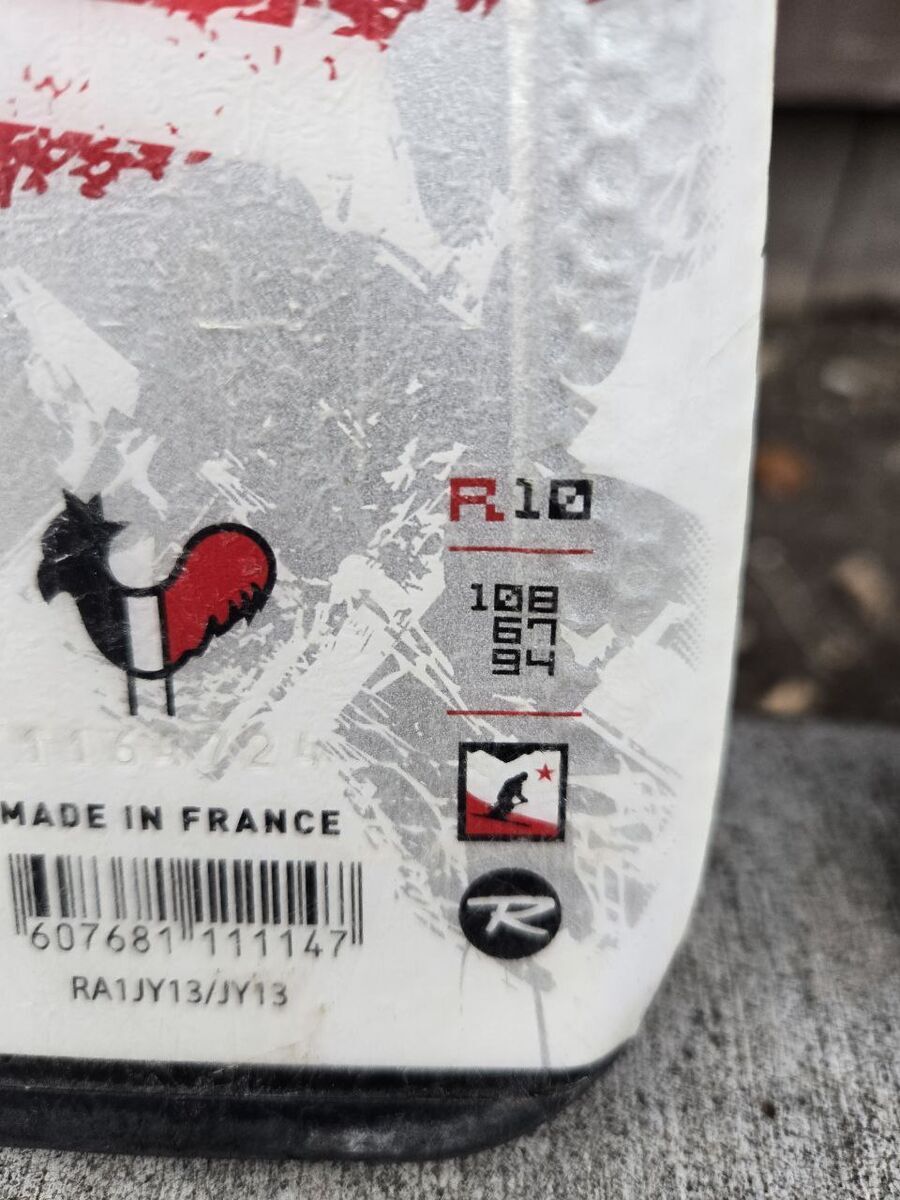 R10
108
67
94
MADE IN FRANCE
607681 111147
RA1JY13/JY13
R